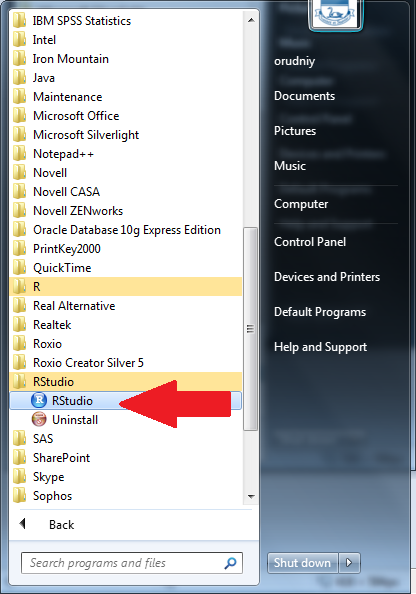 IBM SPSS Statistics
Intel
Iron Mountain
Java
Maintenance
Microsoft Office
Microsoft Silverlight
Notepad++
Novell
Novell CASA
Novell ZENworks
Oracle Database 10g Express Edition
PrintKey2000
QuickTime
R
Real Alternative
Realtek
Roxio
Roxio Creator Silver 5
RStudio
RStudio
Uninstall
SAS
SharePoint
Skype
Sophos
Back
Search programs and files
orudniy
Documents
Pictures
Music
Computer
Control Panel
Devices and Printers
Default Programs
Help and Support
Shut down